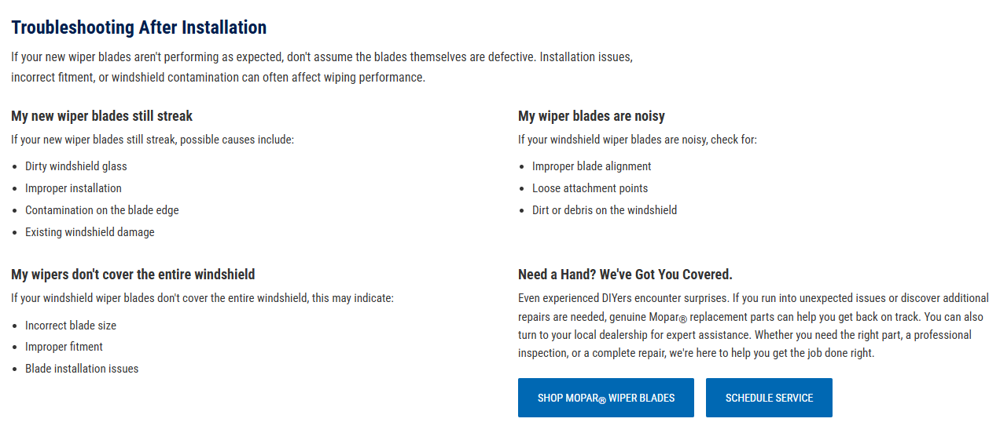 Troubleshooting After Installation
If your new wiper blades aren't performing as expected, don't assume the blades themselves are defective. Installation issues,
incorrect fitment, or windshield contamination can often affect wiping performance.
My new wiper blades still streak
If your new wiper blades still streak, possible causes include:
• Dirty windshield glass
• Improper installation
• Contamination on the blade edge
• Existing windshield damage
My wiper blades are noisy
If your windshield wiper blades are noisy, check for:
• Improper blade alignment
• Loose attachment points
• Dirt or debris on the windshield
My wipers don't cover the entire windshield
If your windshield wiper blades don't cover the entire windshield, this may indicate:
• Incorrect blade size
• Improper fitment
• Blade installation issues
Need a Hand? We've Got You Covered.
Even experienced DIYers encounter surprises. If you run into unexpected issues or discover additional
repairs are needed, genuine Mopar® replacement parts can help you get back on track. You can also
turn to your local dealership for expert assistance. Whether you need the right part, a professional
inspection, or a complete repair, we're here to help you get the job done right.
SHOP MOPAR® WIPER BLADES
SCHEDULE SERVICE